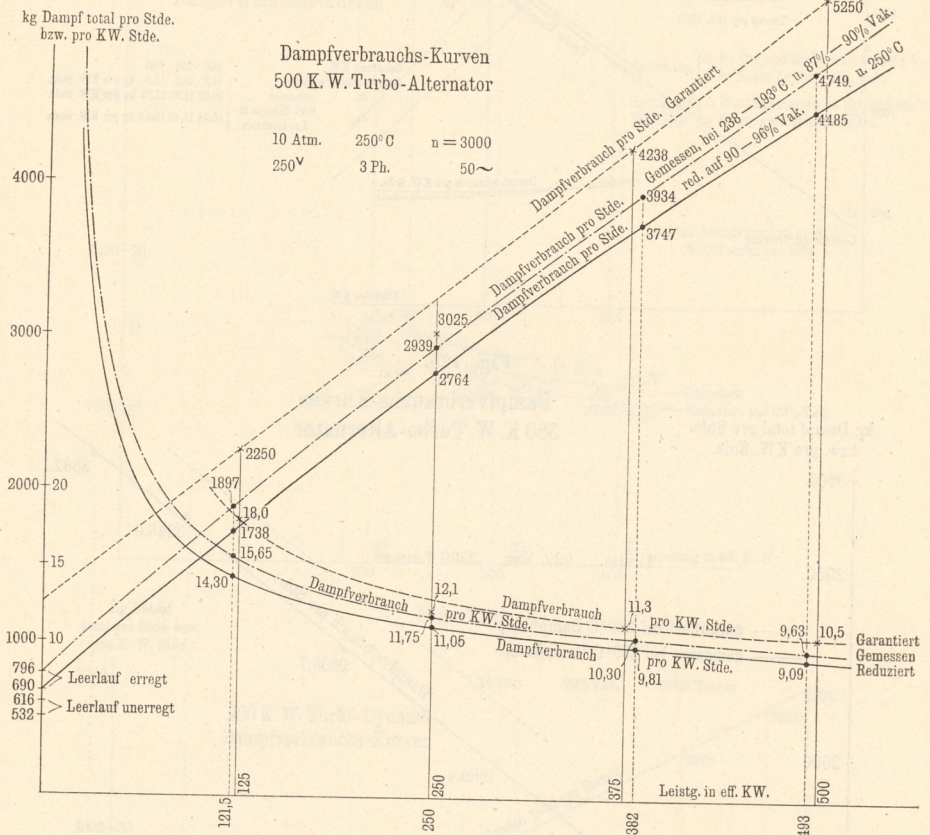 kg Dampf total pro Stde.
bzw. pro KW. Stde.
Dampfverbrauchs-Kurven
500 K.W. Turbo-Alternator
10 Atm. 250°C n = 3000
250V 3 Ph. 50~
5250
Dampfverbrauch pro Stde. Garantiert
Dampfverbrauch pro Stde. Gemessen, bei 238–193°C u. 87%–90% Vak.
Dampfverbrauch pro Stde. red. auf 90–96% Vak. u. 250°C
4749
4485
4238
3934
3747
4000
3000
3025
2939
2764
2250
1897
2000 20
18,0
1738
15,65
15
14,30
12,1
11,3
Dampfverbrauch pro KW. Stde.
Dampfverbrauch pro KW. Stde.
Dampfverbrauch pro KW. Stde.
1000 10
11,75
11,05
10,30
9,81
9,63
10,5
9,09
Garantiert
Gemessen
Reduziert
796
690
Leerlauf erregt
616
532
Leerlauf unerregt
125
250
375
Leistg. in eff. KW.
500
121,5
250
382
493